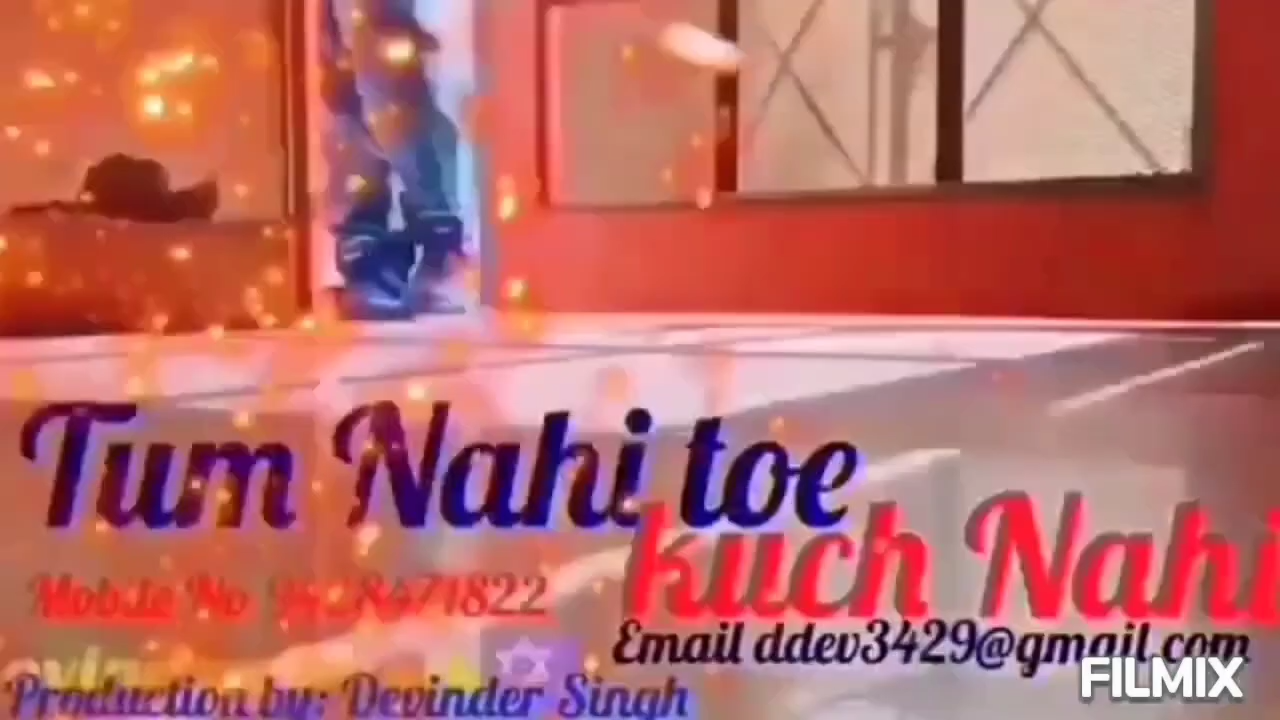 Tum Nahi toe
kuch Nahi
Mobile No
Email ddev3429@gmail.com
Production by: Devinder Singh
FILMIX